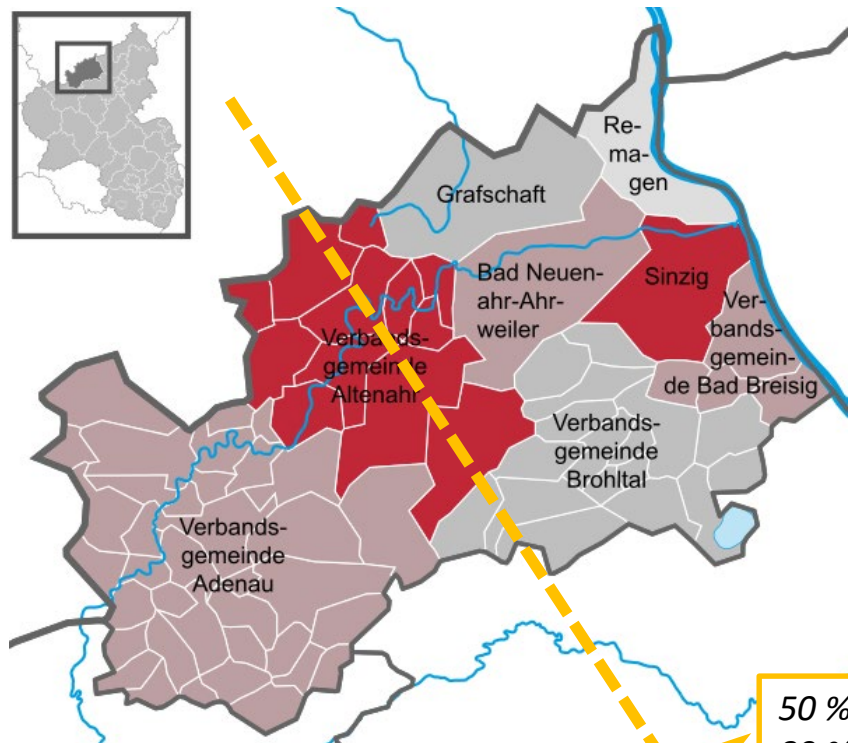 Re-
ma-
gen
Grafschaft
Bad Neuen-
ahr-Ahr-
weiler
Sinzig
Ver-
bands-
gemein-
de Bad Breisig
Verbands-
gemeinde
Altenahr
Verbands-
gemeinde
Brohltal
Verbands-
gemeinde
Adenau
50 %